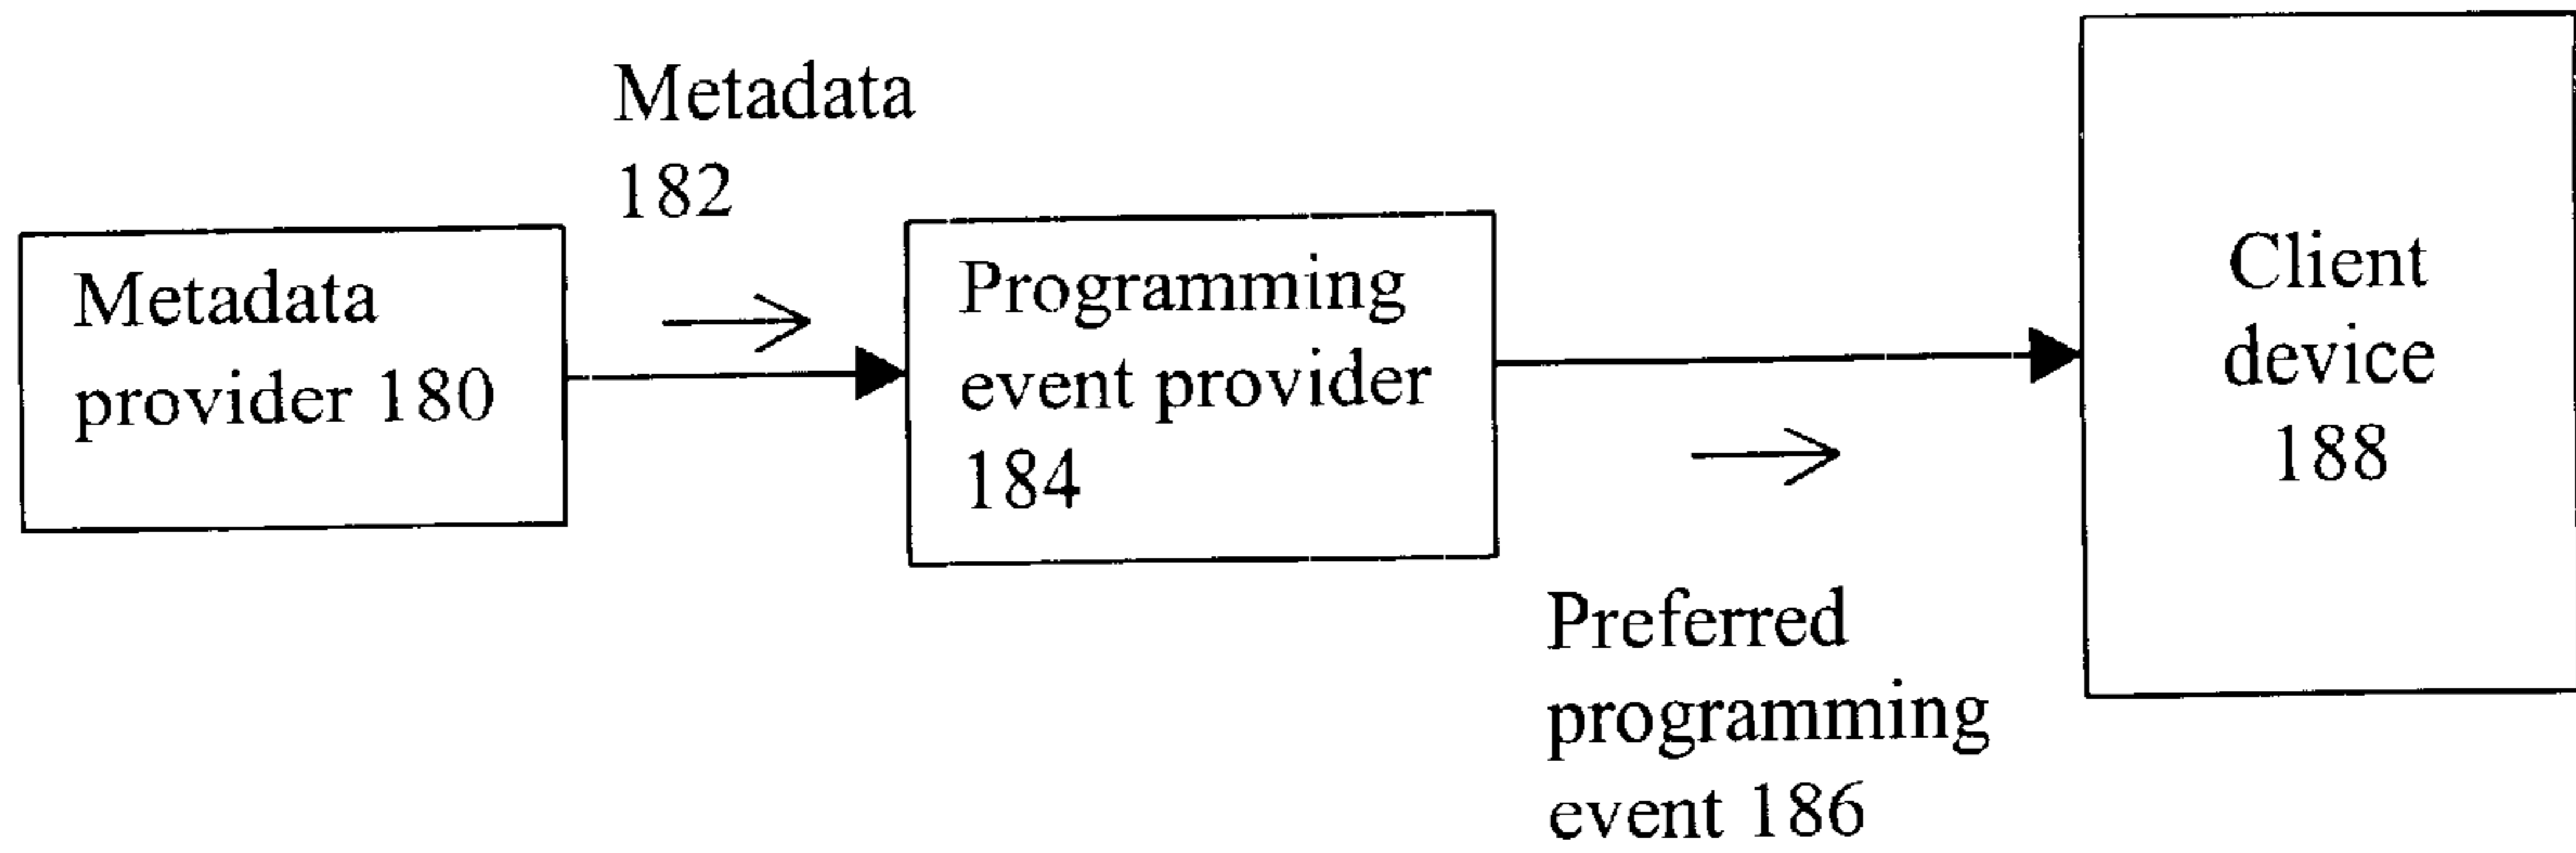 Metadata
182
Metadata
provider 180
Programming
event provider
184
Client
device
188
Preferred
programming
event 186